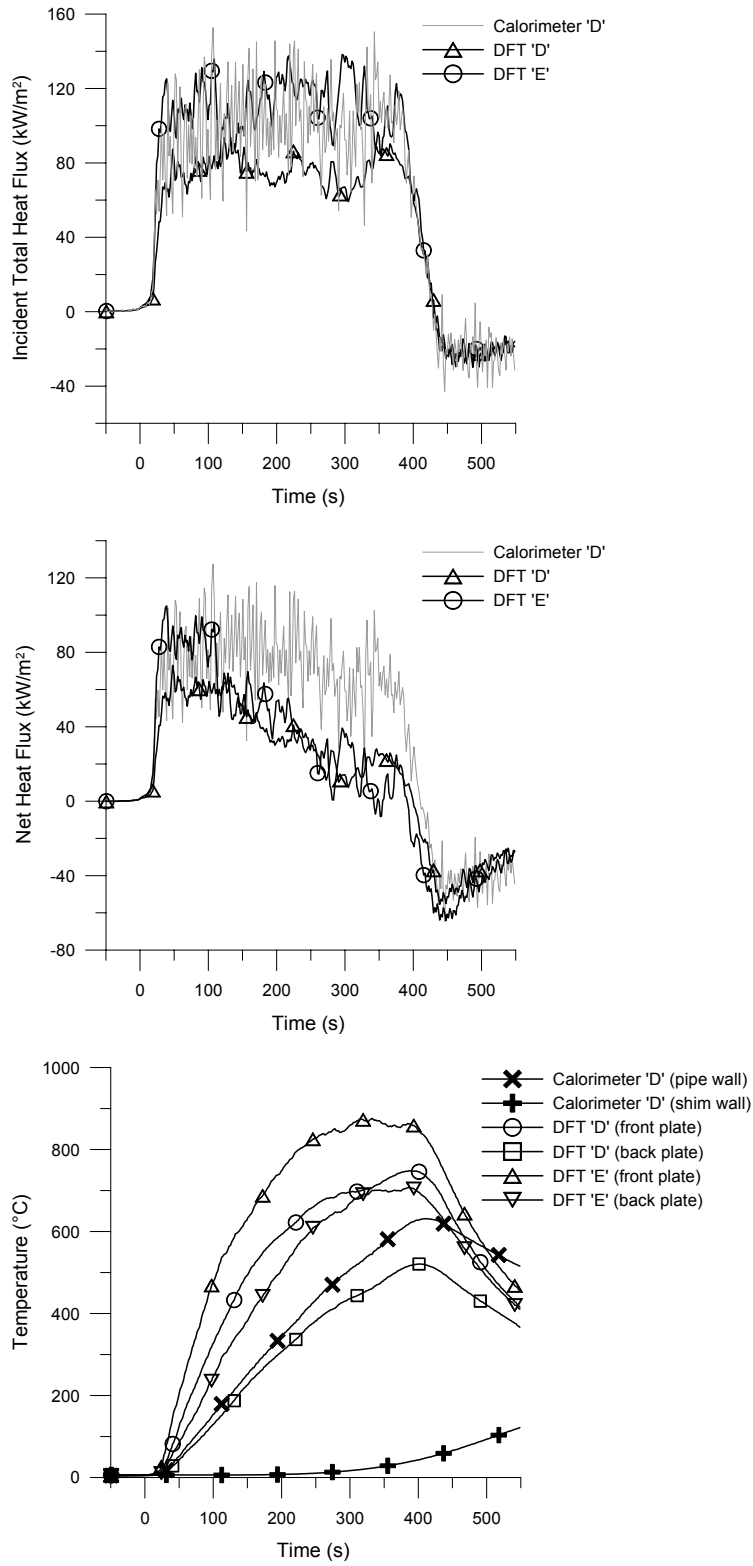 Calorimeter 'D'
DFT 'D'
DFT 'E'
160
120
80
40
0
-40
Incident Total Heat Flux (kW/m²)
0 100 200 300 400 500
Time (s)
Calorimeter 'D'
DFT 'D'
DFT 'E'
120
80
40
0
-40
-80
Net Heat Flux (kW/m²)
0 100 200 300 400 500
Time (s)
Calorimeter 'D' (pipe wall)
Calorimeter 'D' (shim wall)
DFT 'D' (front plate)
DFT 'D' (back plate)
DFT 'E' (front plate)
DFT 'E' (back plate)
1000
800
600
400
200
0
Temperature (°C)
0 100 200 300 400 500
Time (s)